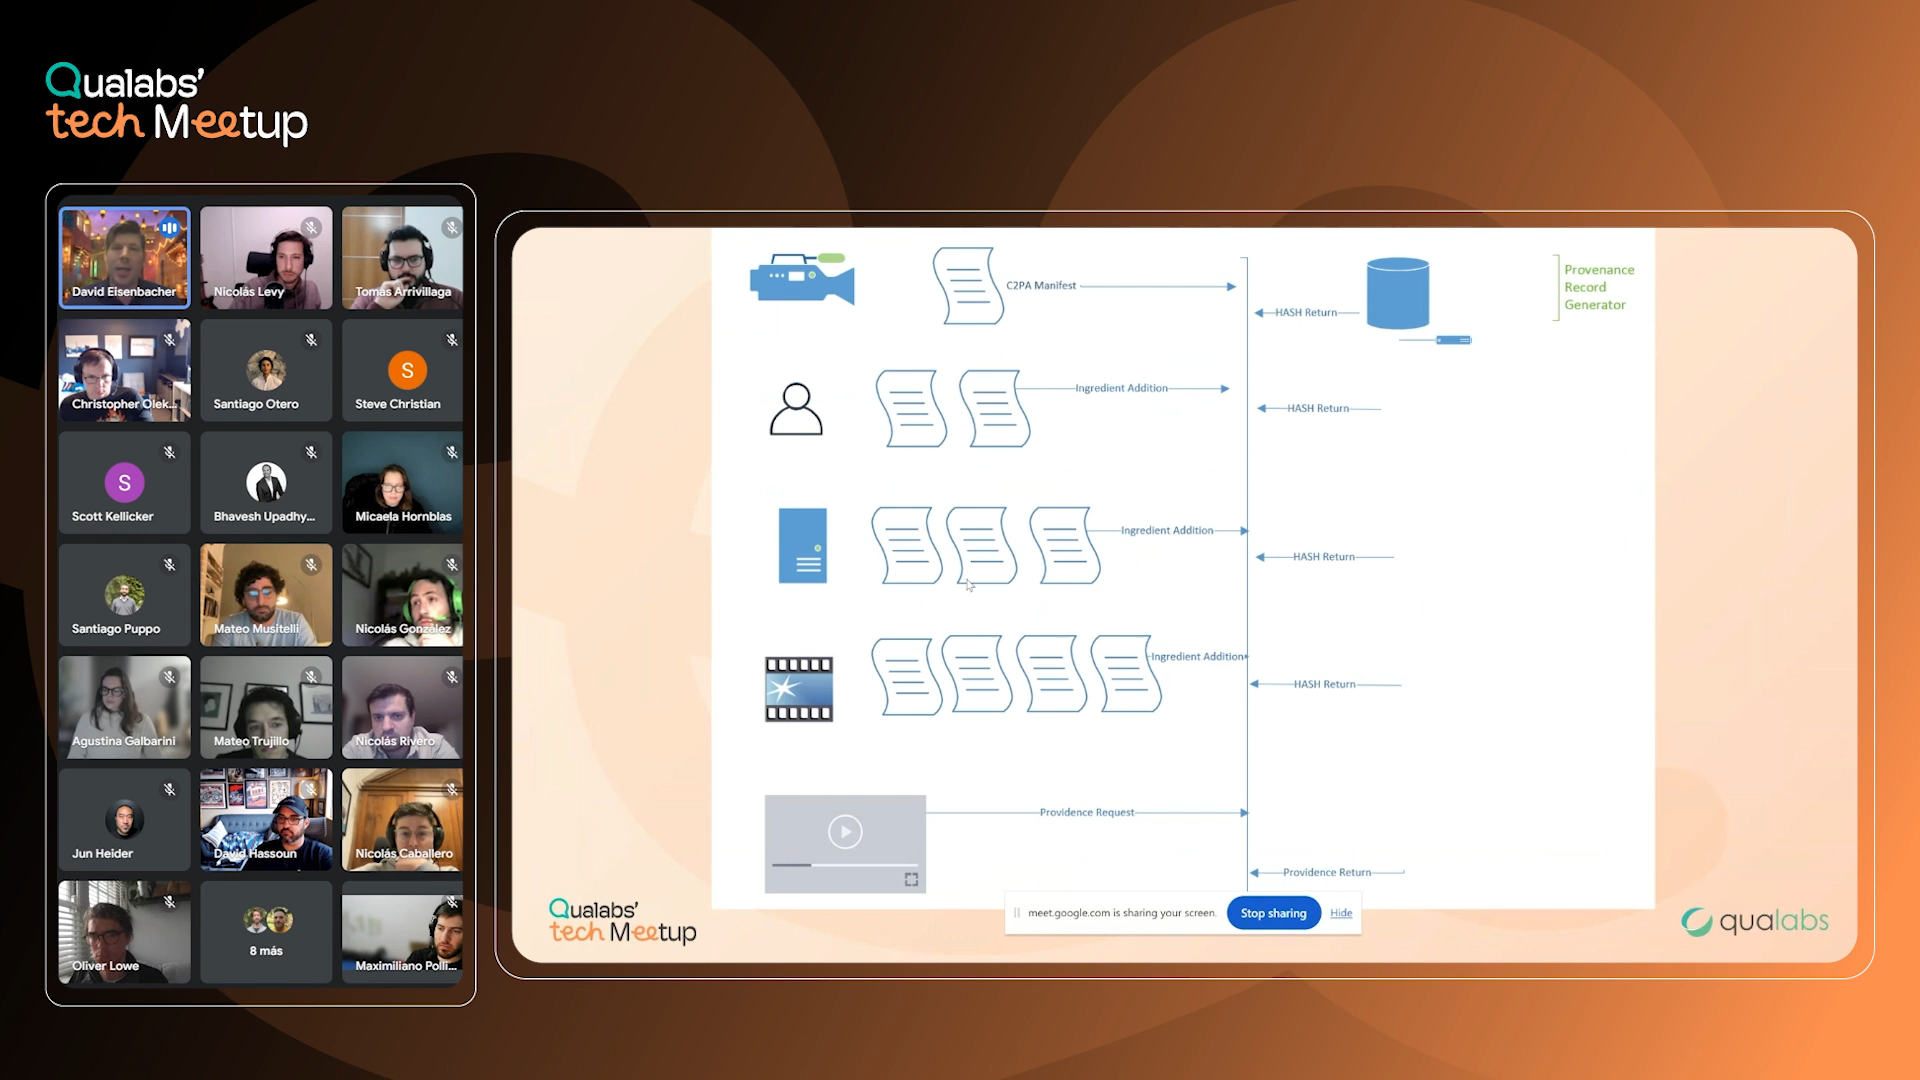 Qualabs'
tech Meetup
David Eisenbacher
Nicolás Levy
Tomás Arrivillaga
Christopher Olek...
Santiago Otero
S
Steve Christian
S
Scott Kellicker
Bhavesh Upadhy...
Micaela Hornblas
Santiago Puppo
Mateo Musitelli
Nicolás González
Agustina Galbarini
Mateo Trujillo
Nicolás Rivero
Jun Heider
David Hassoun
Nicolás Caballero
Oliver Lowe
8 más
Maximiliano Polli...
C2PA Manifest
HASH Return
Provenance
Record
Generator
Ingredient Addition
HASH Return
Ingredient Addition
HASH Return
Ingredient Addition
HASH Return
Providence Request
Providence Return
meet.google.com is sharing your screen.
Stop sharing
Hide
Qualabs'
tech Meetup
qualabs